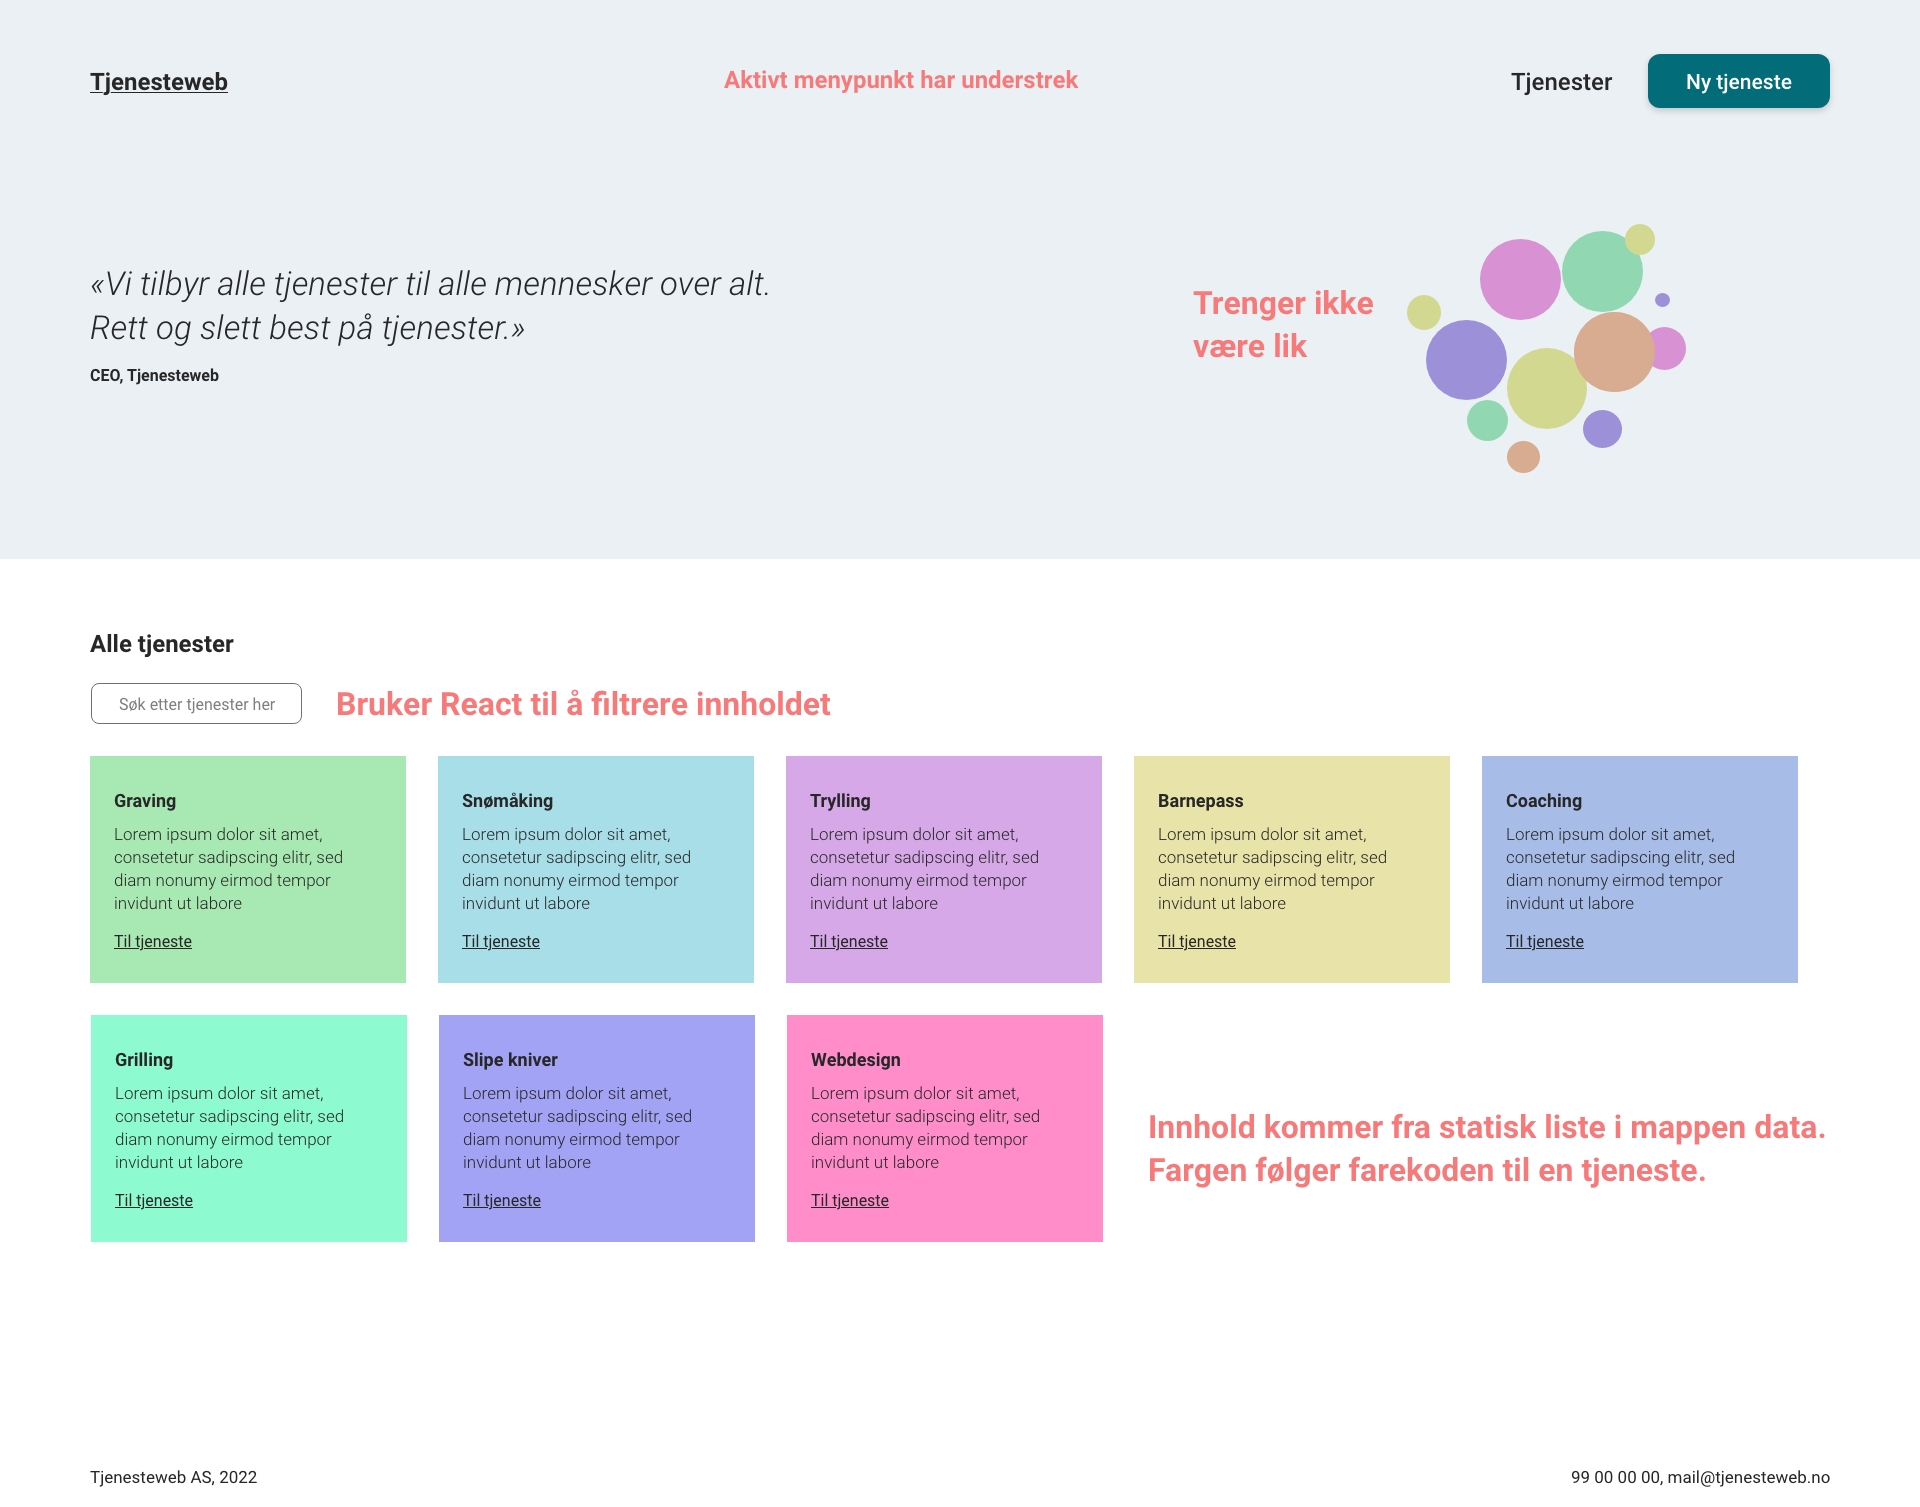 Tjenesteweb
Aktivt menypunkt har understrek
Tjenester
Ny tjeneste
«Vi tilbyr alle tjenester til alle mennesker over alt.
Rett og slett best på tjenester.»
CEO, Tjenesteweb
Trenger ikke
være lik
Alle tjenester
Søk etter tjenester her
Bruker React til å filtrere innholdet
Graving
Lorem ipsum dolor sit amet,
consetetur sadipscing elitr, sed
diam nonumy eirmod tempor
invidunt ut labore
Til tjeneste
Snømåking
Lorem ipsum dolor sit amet,
consetetur sadipscing elitr, sed
diam nonumy eirmod tempor
invidunt ut labore
Til tjeneste
Trylling
Lorem ipsum dolor sit amet,
consetetur sadipscing elitr, sed
diam nonumy eirmod tempor
invidunt ut labore
Til tjeneste
Barnepass
Lorem ipsum dolor sit amet,
consetetur sadipscing elitr, sed
diam nonumy eirmod tempor
invidunt ut labore
Til tjeneste
Coaching
Lorem ipsum dolor sit amet,
consetetur sadipscing elitr, sed
diam nonumy eirmod tempor
invidunt ut labore
Til tjeneste
Grilling
Lorem ipsum dolor sit amet,
consetetur sadipscing elitr, sed
diam nonumy eirmod tempor
invidunt ut labore
Til tjeneste
Slipe kniver
Lorem ipsum dolor sit amet,
consetetur sadipscing elitr, sed
diam nonumy eirmod tempor
invidunt ut labore
Til tjeneste
Webdesign
Lorem ipsum dolor sit amet,
consetetur sadipscing elitr, sed
diam nonumy eirmod tempor
invidunt ut labore
Til tjeneste
Innhold kommer fra statisk liste i mappen data.
Fargen følger farekoden til en tjeneste.
Tjenesteweb AS, 2022
99 00 00 00, mail@tjenesteweb.no